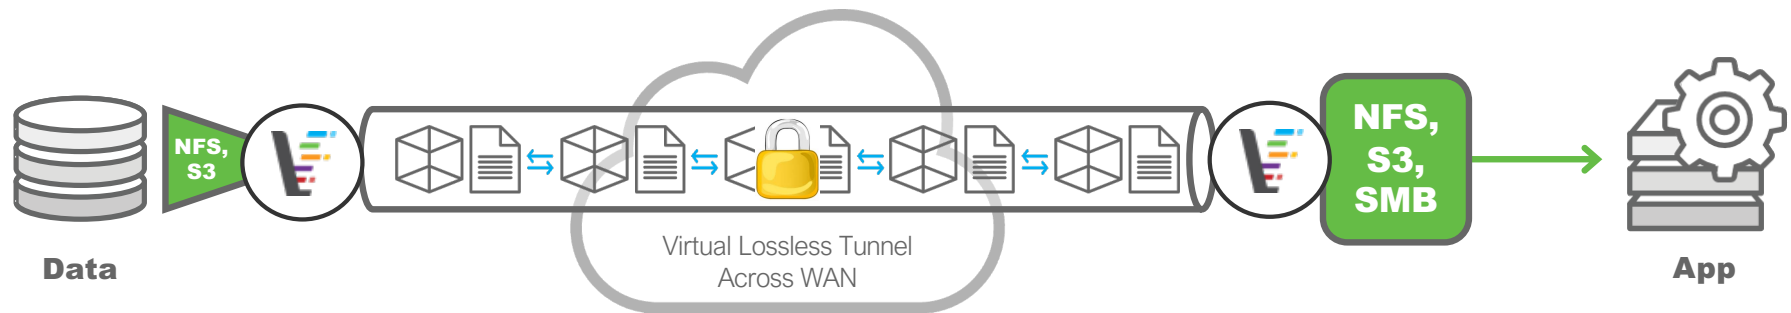 NFS,
S3
Data
Virtual Lossless Tunnel
Across WAN
NFS,
S3,
SMB
App